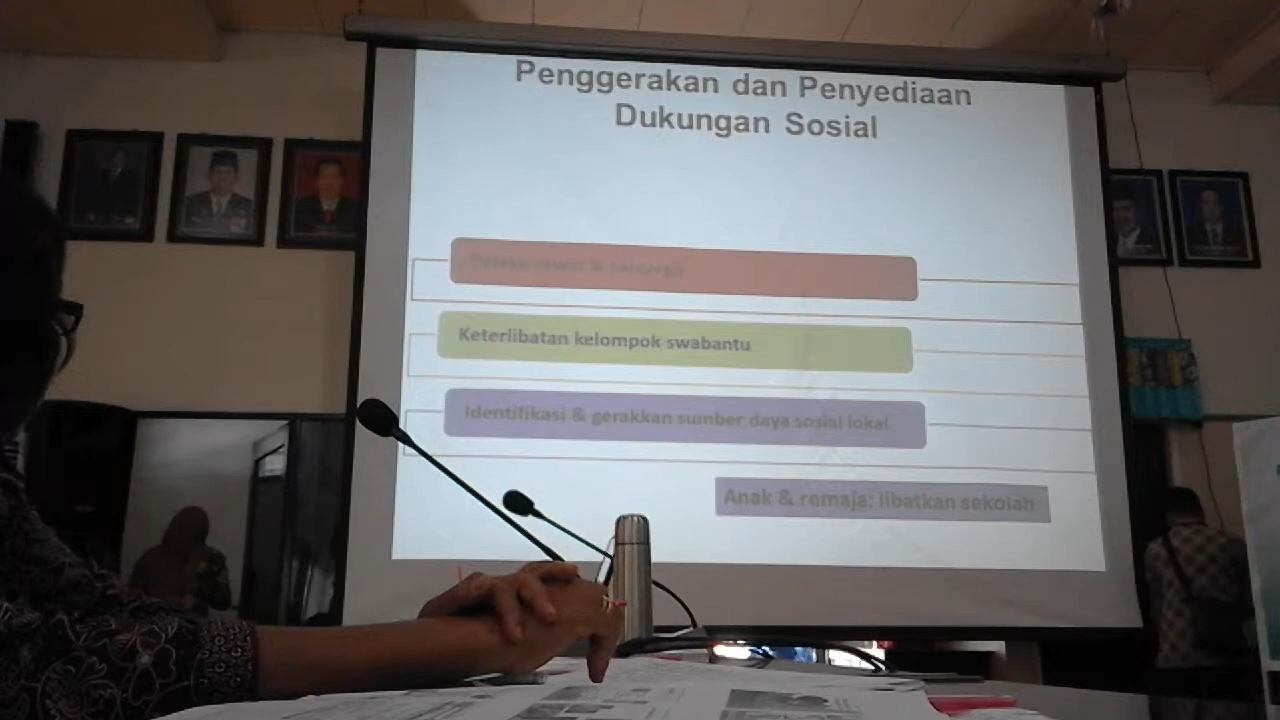 Penggerakan dan Penyediaan
Dukungan Sosial
&
Keterlibatan kelompok swabantu
Identifikasi & gerakkan sumber daya sosial lokal
Anak & remaja: libatkan sekolah